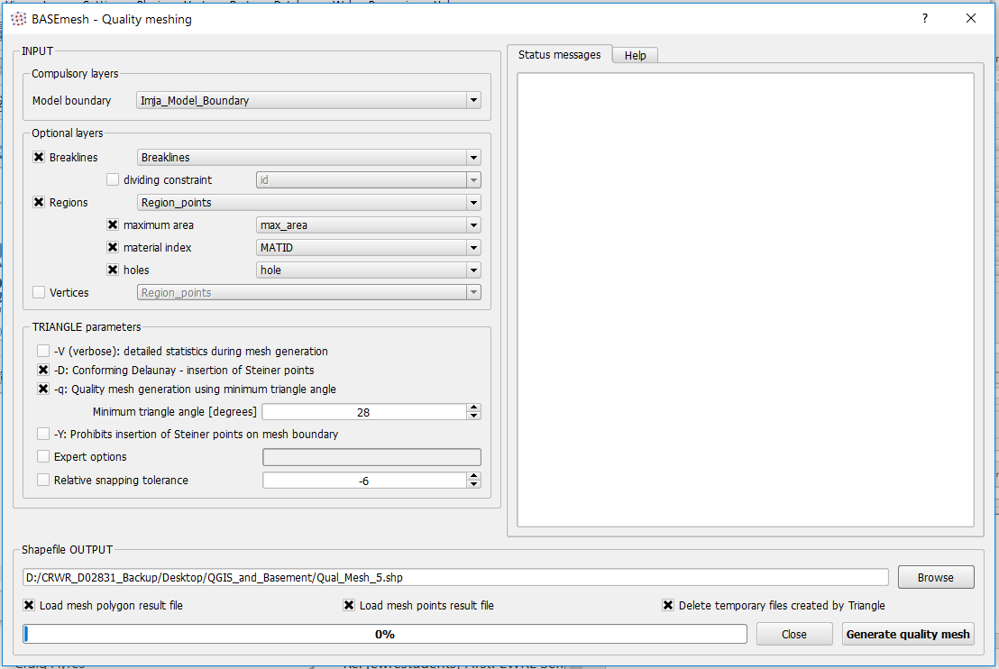 BASEmesh - Quality meshing
?
INPUT
Compulsory layers
Model boundary
Imja_Model_Boundary
Optional layers
Breaklines
Breaklines
dividing constraint
id
Regions
Region_points
maximum area
max_area
material index
MATID
holes
hole
Vertices
Region_points
TRIANGLE parameters
-V (verbose): detailed statistics during mesh generation
-D: Conforming Delaunay - insertion of Steiner points
-q: Quality mesh generation using minimum triangle angle
Minimum triangle angle [degrees]
28
-Y: Prohibits insertion of Steiner points on mesh boundary
Expert options
Relative snapping tolerance
-6
Status messages
Help
Shapefile OUTPUT
D:/CRWR_D02831_Backup/Desktop/QGIS_and_Basement/Qual_Mesh_5.shp
Browse
Load mesh polygon result file
Load mesh points result file
Delete temporary files created by Triangle
0%
Close
Generate quality mesh